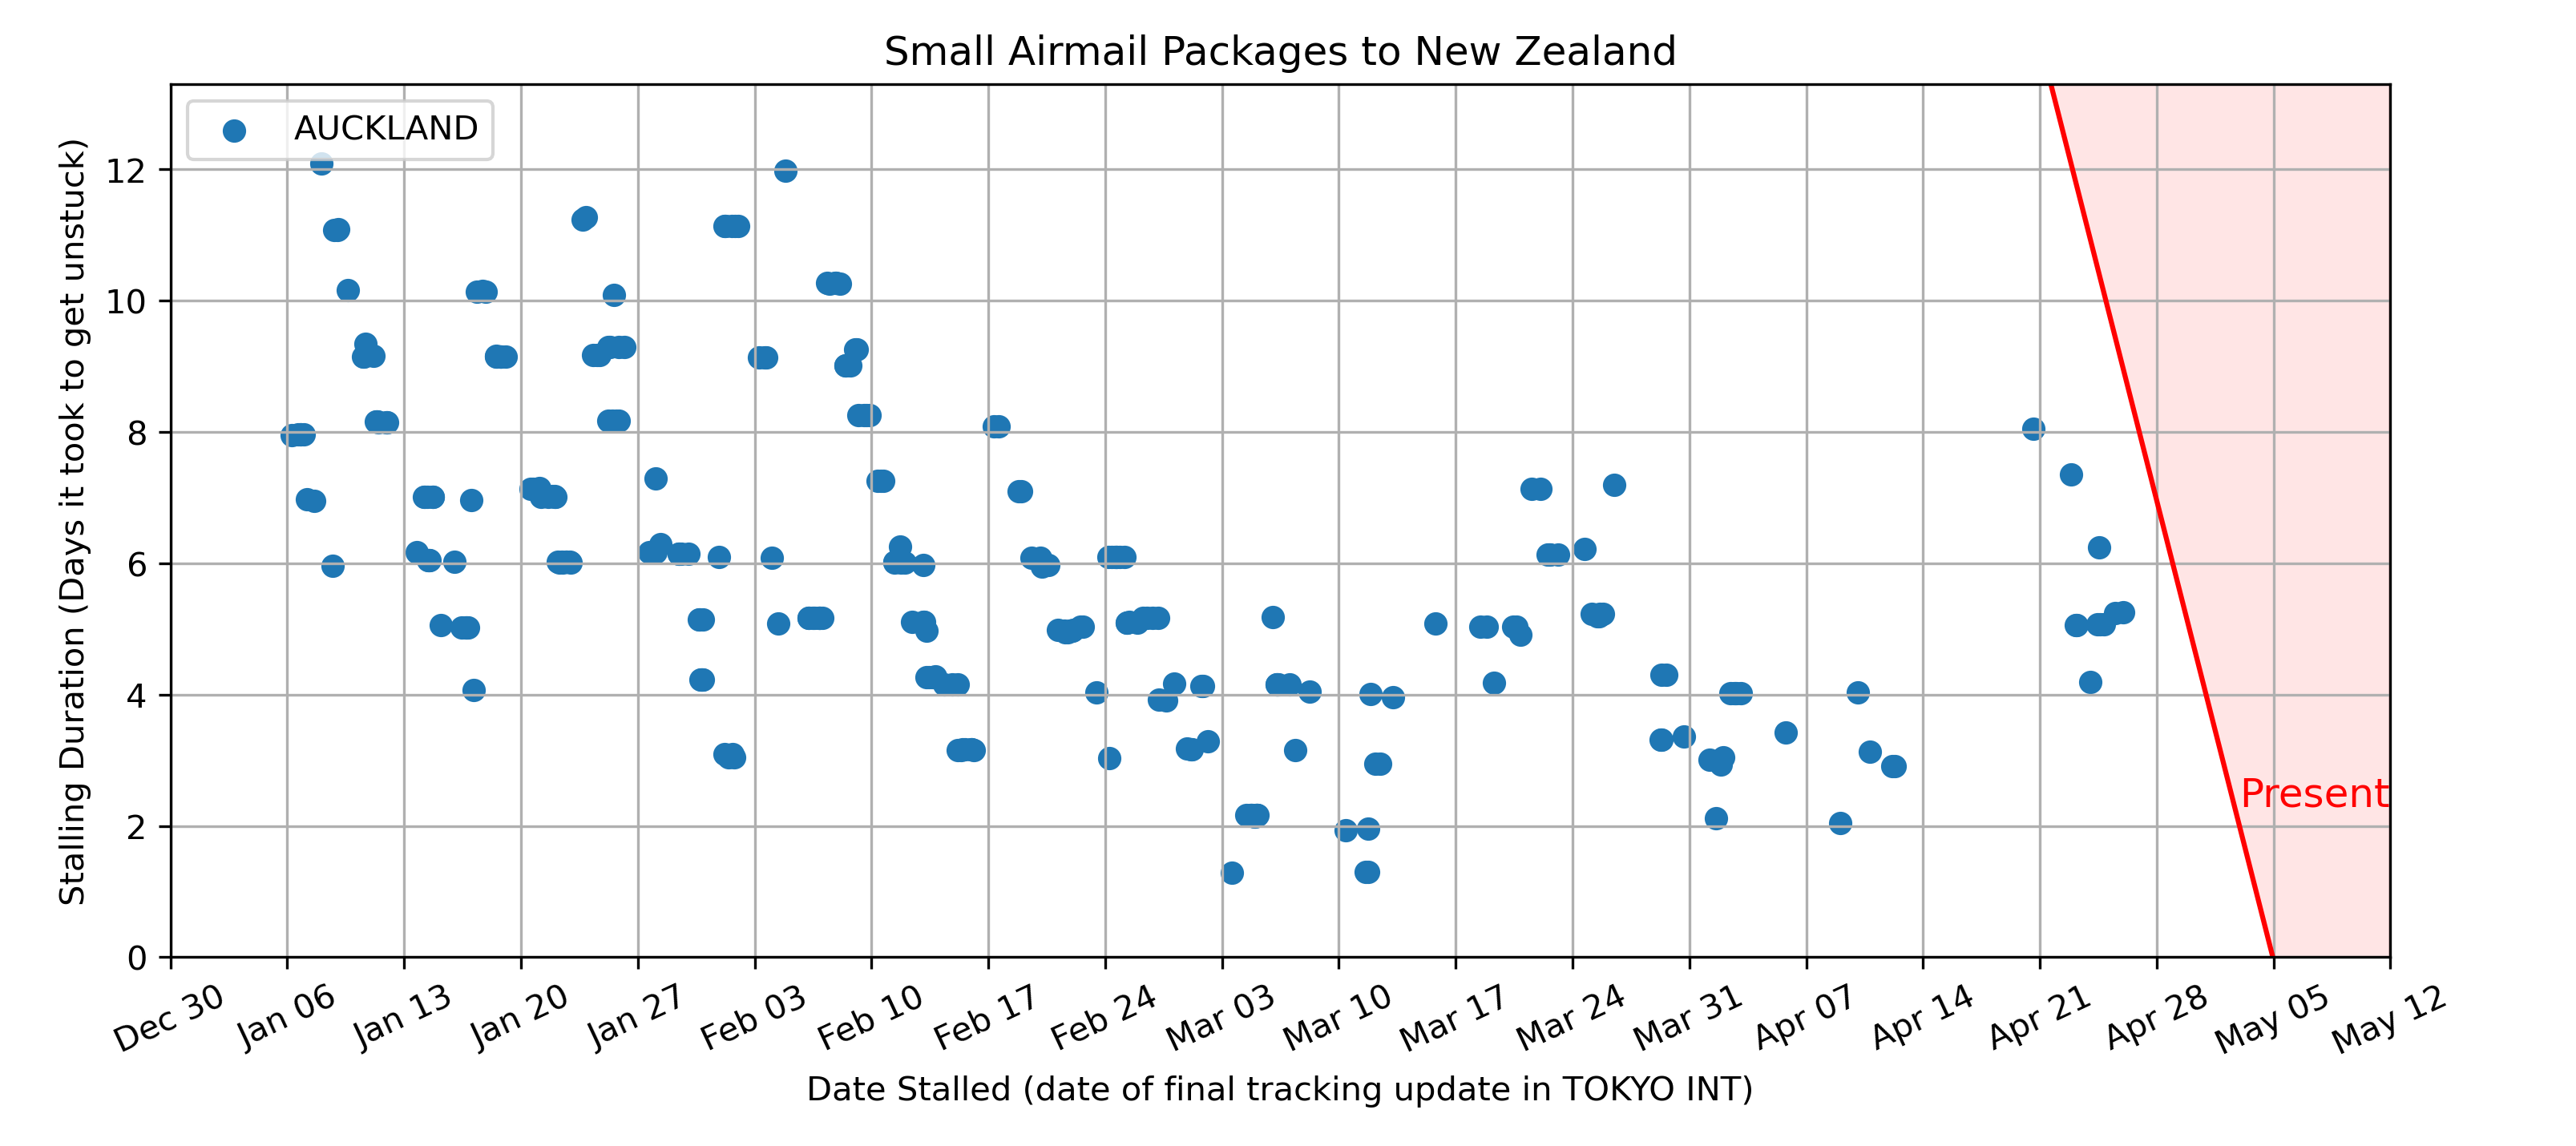 Small Airmail Packages to New Zealand
AUCKLAND
Stalling Duration (Days it took to get unstuck)
12
10
8
6
4
2
0
Present
Dec 30
Jan 06
Jan 13
Jan 20
Jan 27
Feb 03
Feb 10
Feb 17
Feb 24
Mar 03
Mar 10
Mar 17
Mar 24
Mar 31
Apr 07
Apr 14
Apr 21
Apr 28
May 05
May 12
Date Stalled (date of final tracking update in TOKYO INT)